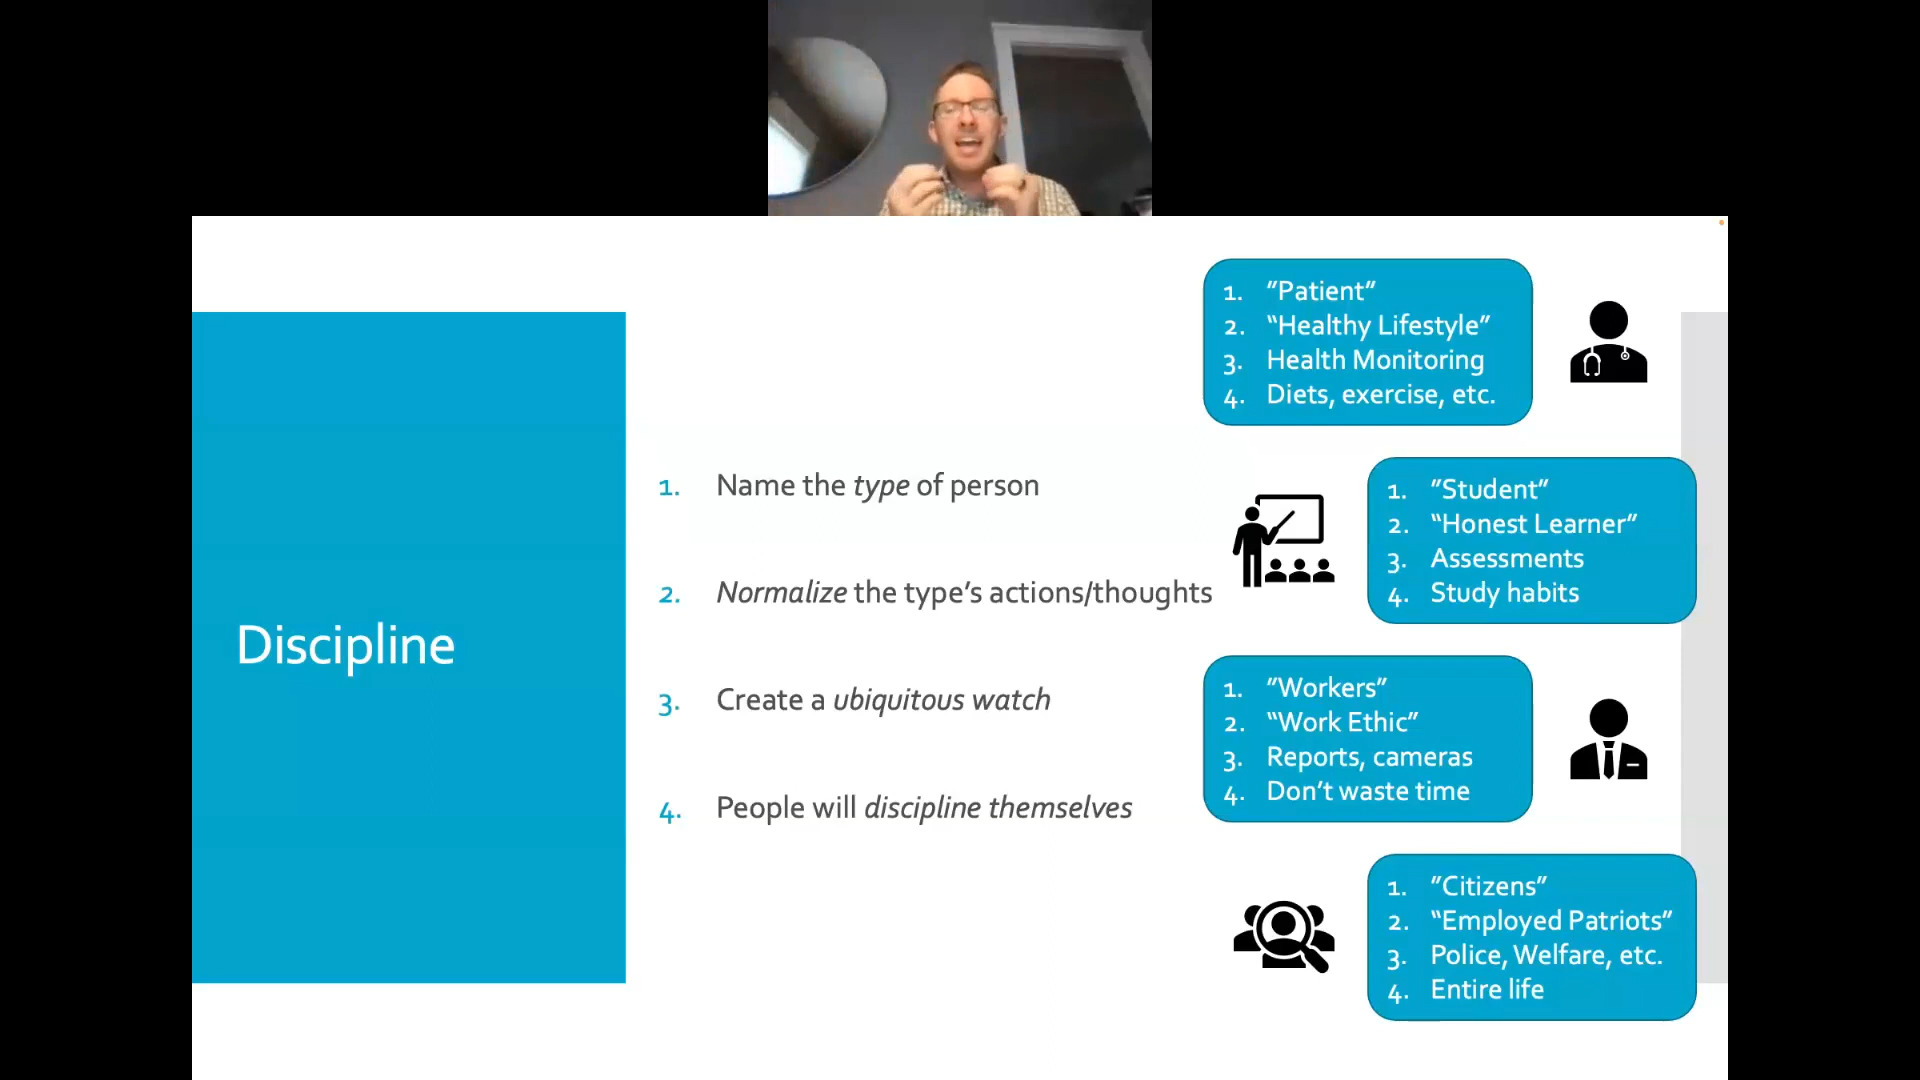 Discipline
1. Name the type of person
2. Normalize the type's actions/thoughts
3. Create a ubiquitous watch
4. People will discipline themselves
1. ”Patient”
2. “Healthy Lifestyle”
3. Health Monitoring
4. Diets, exercise, etc.
1. ”Student”
2. “Honest Learner”
3. Assessments
4. Study habits
1. ”Workers”
2. “Work Ethic”
3. Reports, cameras
4. Don’t waste time
1. ”Citizens”
2. “Employed Patriots”
3. Police, Welfare, etc.
4. Entire life